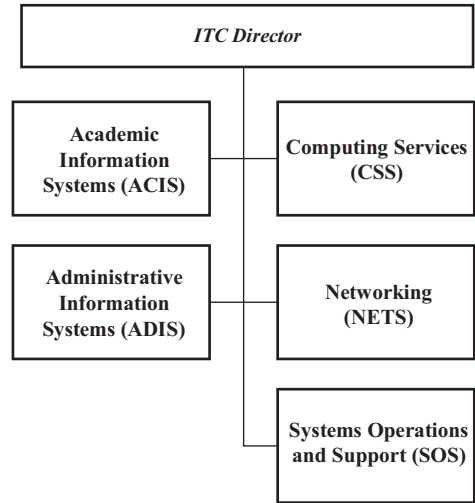 ITC Director
Academic
Information
Systems (ACIS)
Computing Services
(CSS)
Administrative
Information
Systems (ADIS)
Networking
(NETS)
Systems Operations
and Support (SOS)